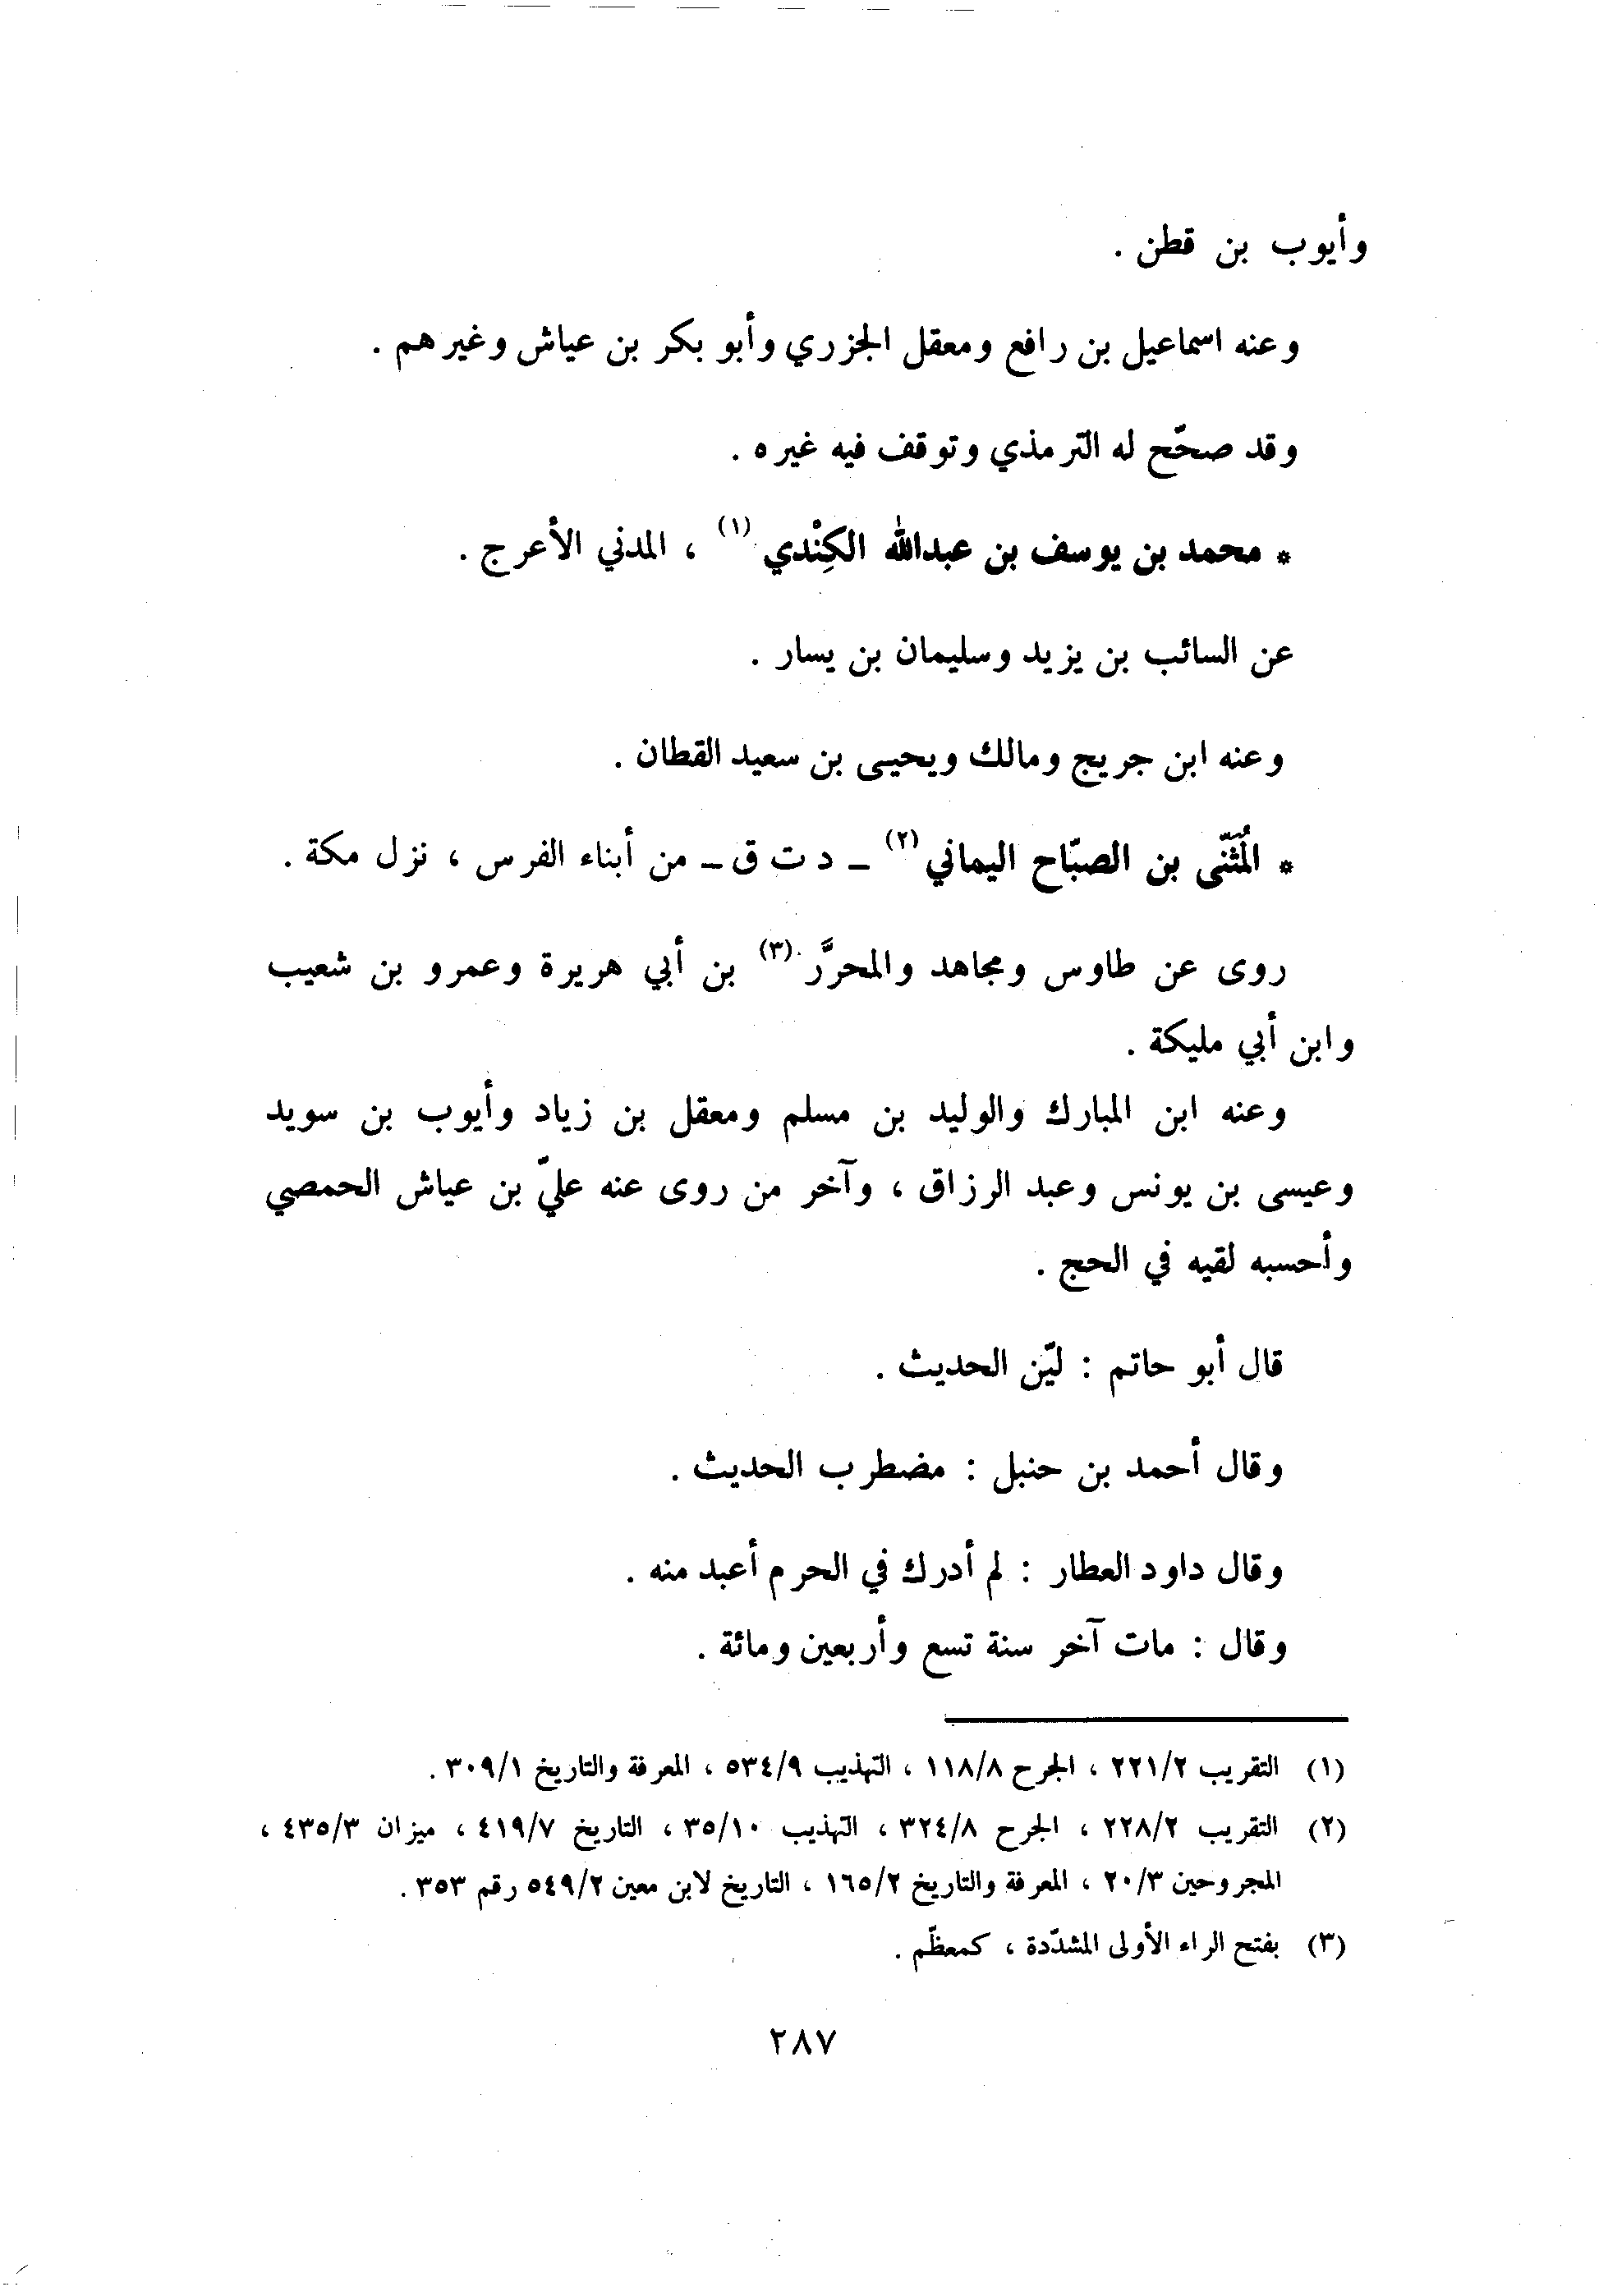 وأيوب بن قطن .
وعنه اسماعيل بن رافع ومعقل الجزري وأبو بكر بن عياش وغيرهم .
وقد صحّح له الترمذي وتوقف فيه غيره .
* محمد بن يوسف بن عبدالله الكِنْدي (١) ، المدني الأعرج .
عن السائب بن يزيد وسليمان بن يسار .
وعنه ابن جريج ومالك ويحيى بن سعيد القطان .
* المُثَنّى بن الصبّاح اليماني (٢) ـ د ت ق ـ من أبناء الفرس ، نزل مكة .
روى عن طاوس ومجاهد والمحرَّر (٣) بن أبي هريرة وعمرو بن شعيب
وابن أبي مليكة .
وعنه ابن المبارك والوليد بن مسلم ومعقل بن زياد وأيوب بن سويد
وعيسى بن يونس وعبد الرزاق ، وآخر من روى عنه عليّ بن عياش الحمصي
وأحسبه لقيه في الحج .
قال أبو حاتم : ليّن الحديث .
وقال أحمد بن حنبل : مضطرب الحديث .
وقال داود العطار : لم أدرك في الحرم أعبد منه .
وقال : مات آخر سنة تسع وأربعين ومائة .
(١) التقريب ٢٢١/٢ ، الجرح ١١٨/٨ ، التهذيب ٥٣٤/٩ ، المعرفة والتاريخ ٣٠٩/١ .
(٢) التقريب ٢٢٨/٢ ، الجرح ٣٢٤/٨ ، التهذيب ٣٥/١٠ ، التاريخ ٤١٩/٧ ، ميزان ٤٣٥/٣ ،
المجروحين ٢٠/٣ ، المعرفة والتاريخ ١٦٥/٢ ، التاريخ لابن معين ٥٤٩/٢ رقم ٣٥٣ .
(٣) بفتح الراء الأولى المشدّدة ، كمعظّم .
٢٨٧